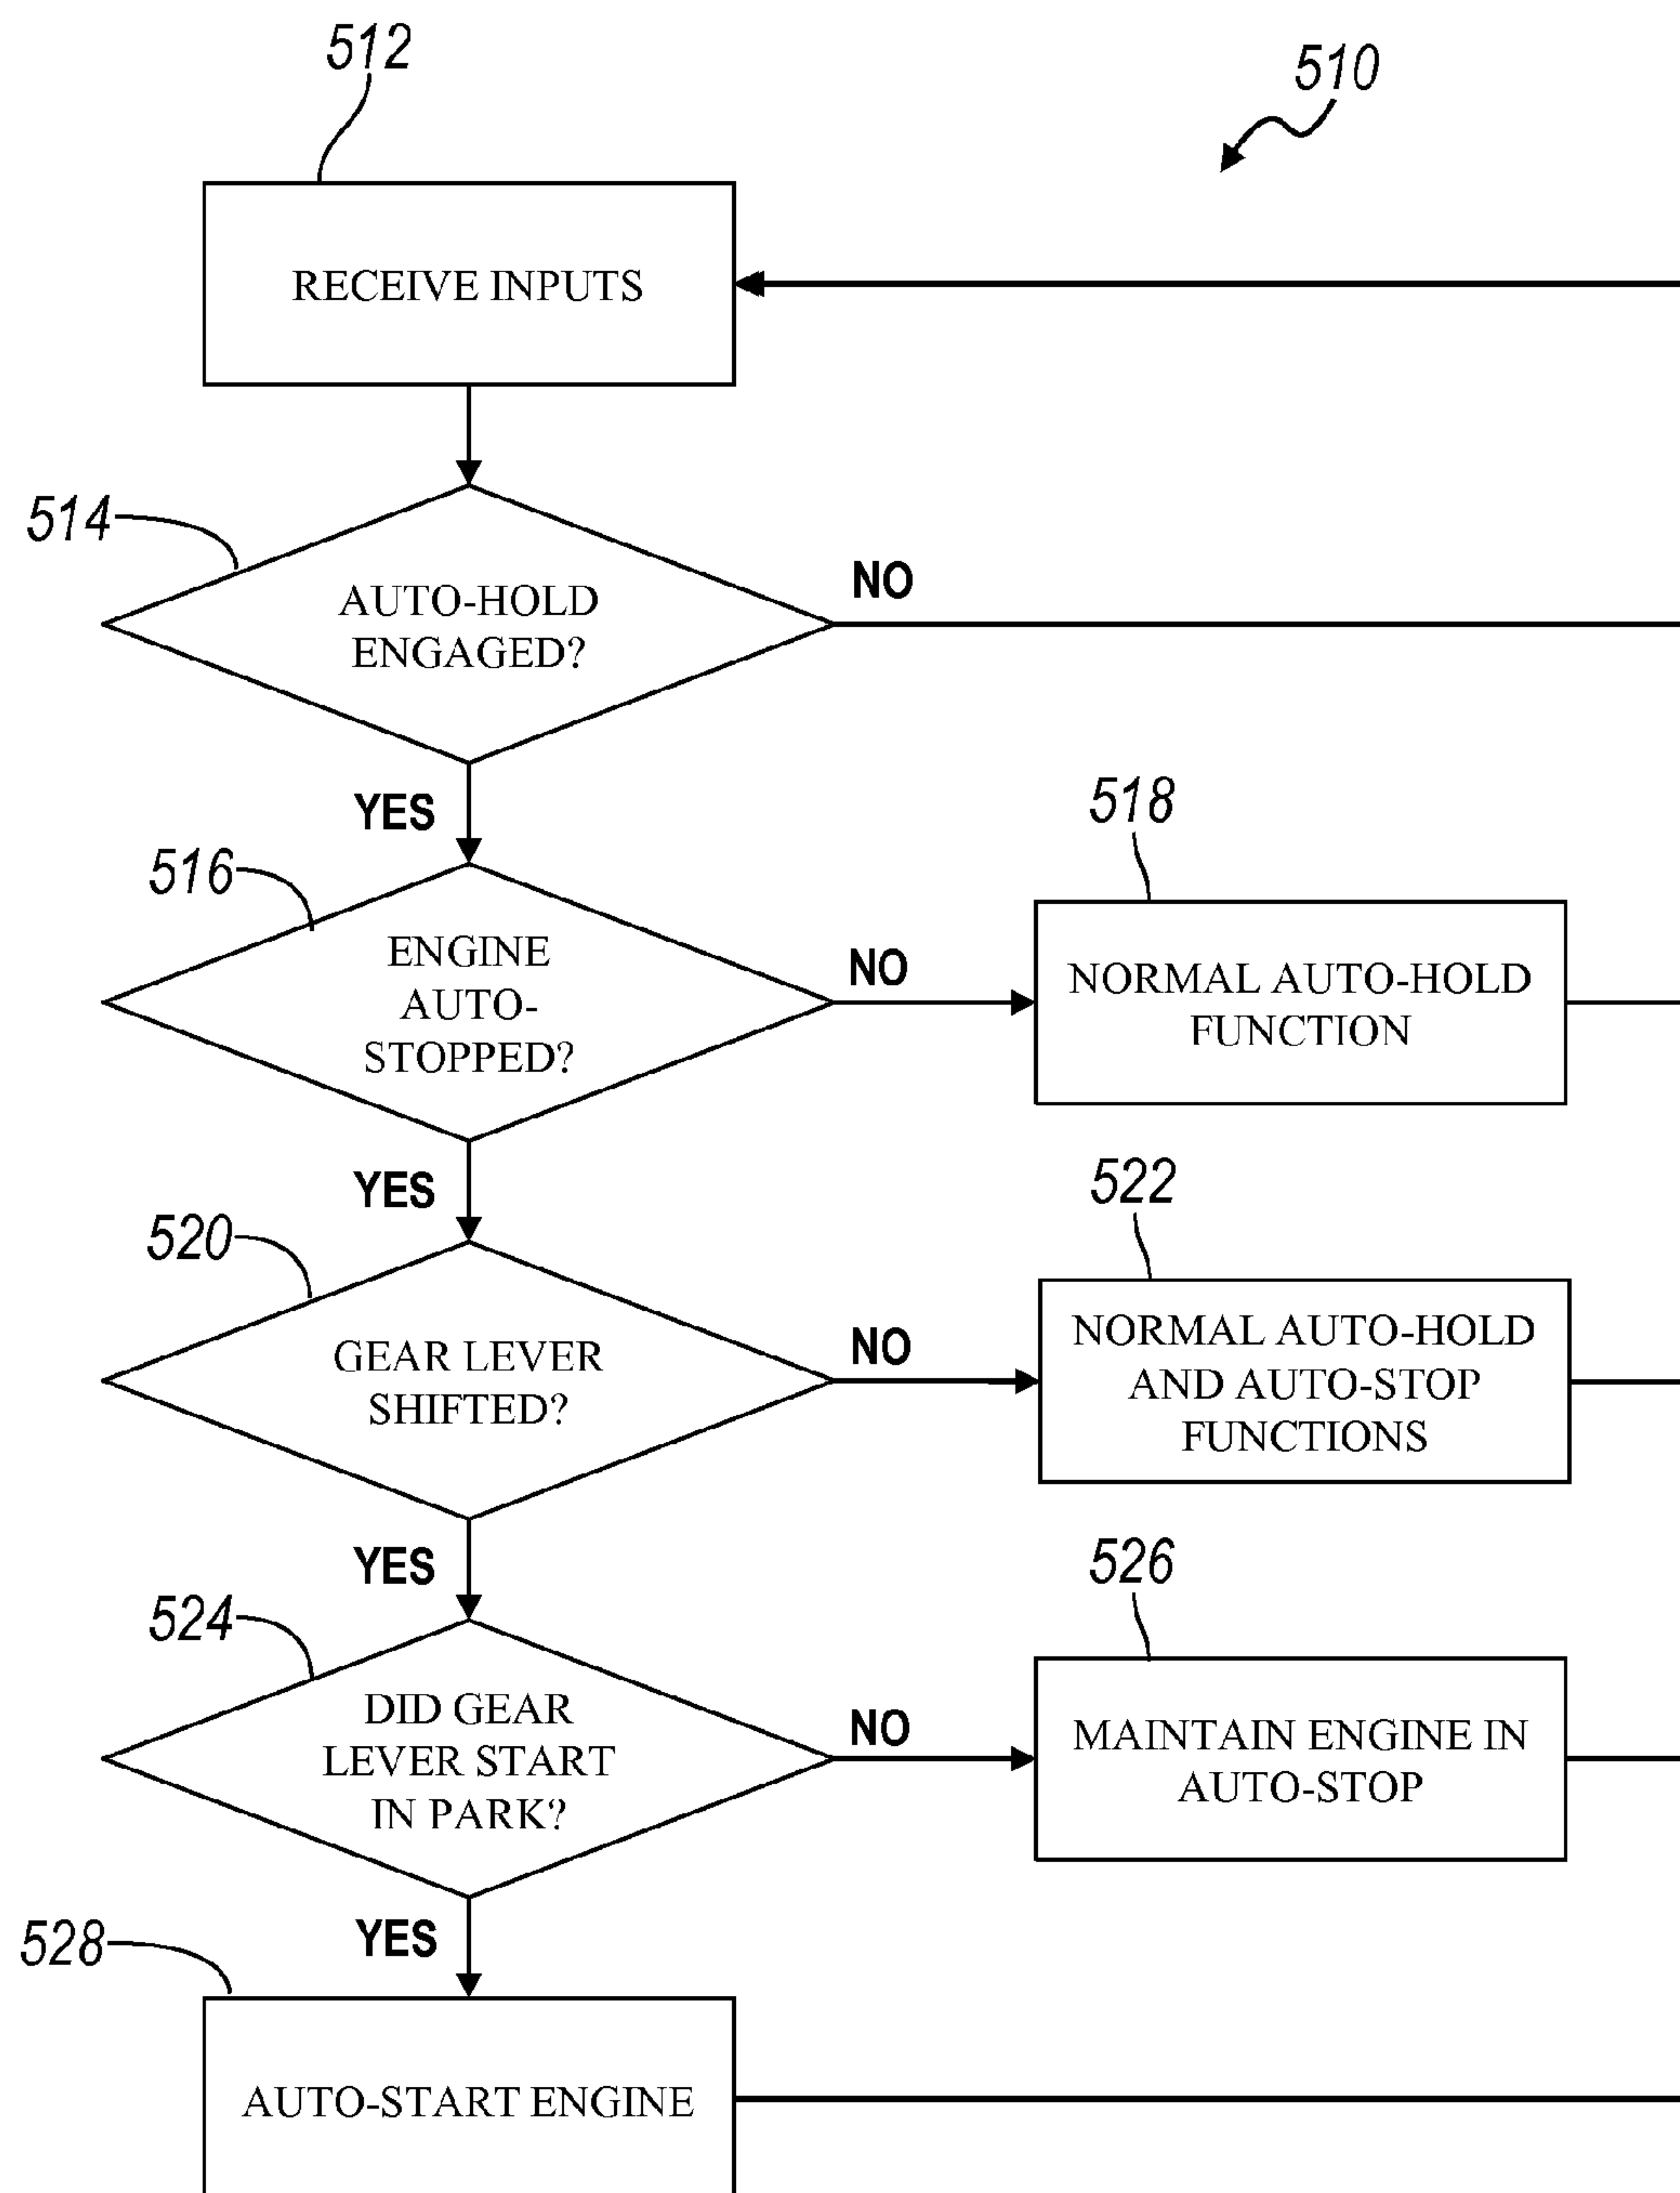 512
510
RECEIVE INPUTS
514
AUTO-HOLD
ENGAGED?
NO
YES
516
518
ENGINE
AUTO-
STOPPED?
NO
NORMAL AUTO-HOLD
FUNCTION
YES
520
522
GEAR LEVER
SHIFTED?
NO
NORMAL AUTO-HOLD
AND AUTO-STOP
FUNCTIONS
YES
524
526
DID GEAR
LEVER START
IN PARK?
NO
MAINTAIN ENGINE IN
AUTO-STOP
YES
528
AUTO-START ENGINE